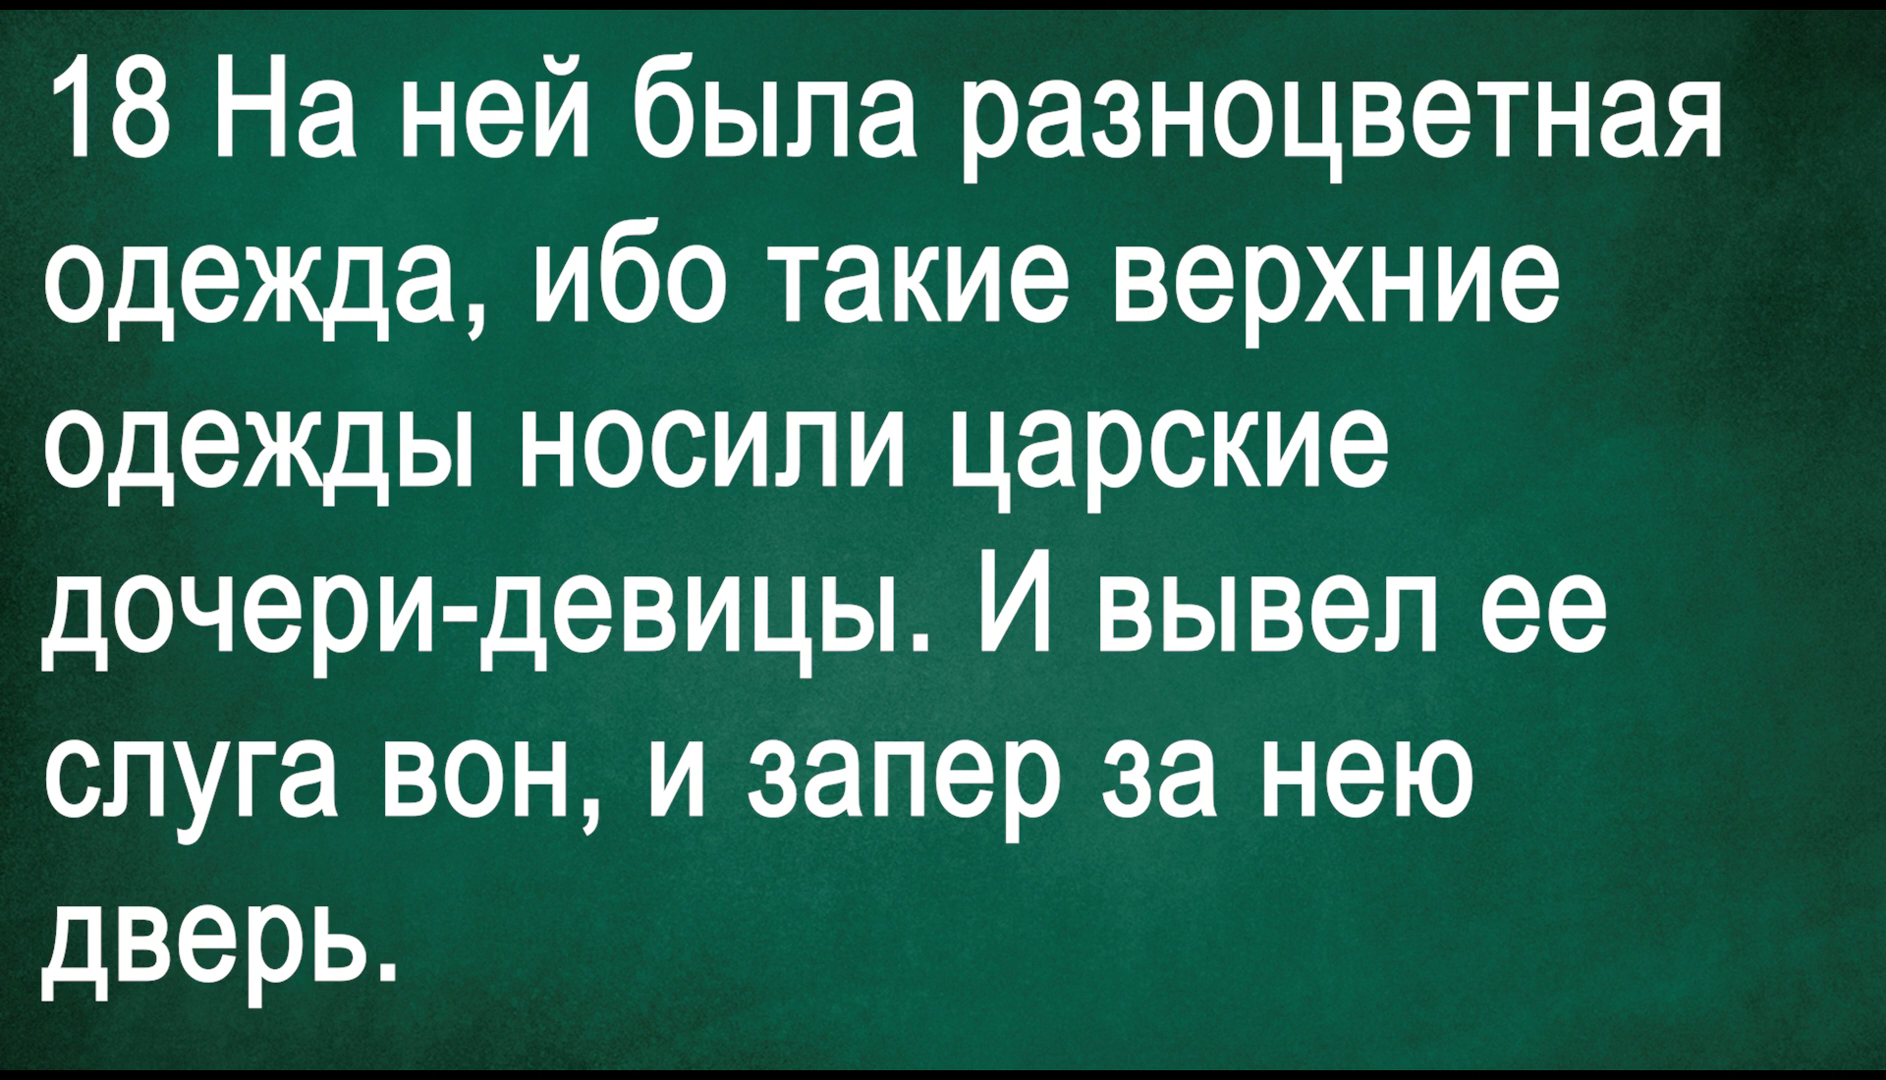 18 На ней была разноцветная
одежда, ибо такие верхние
одежды носили царские
дочери-девицы. И вывел ее
слуга вон, и запер за нею
дверь.